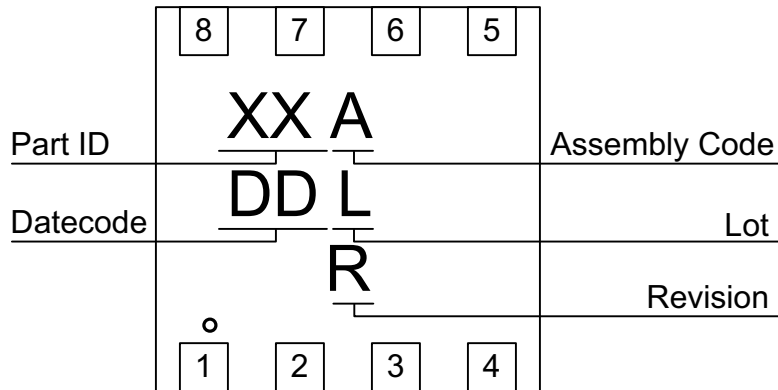 8 7 6 5
XX A
Part ID Assembly Code
DD L
Datecode Lot
R
Revision
1 2 3 4